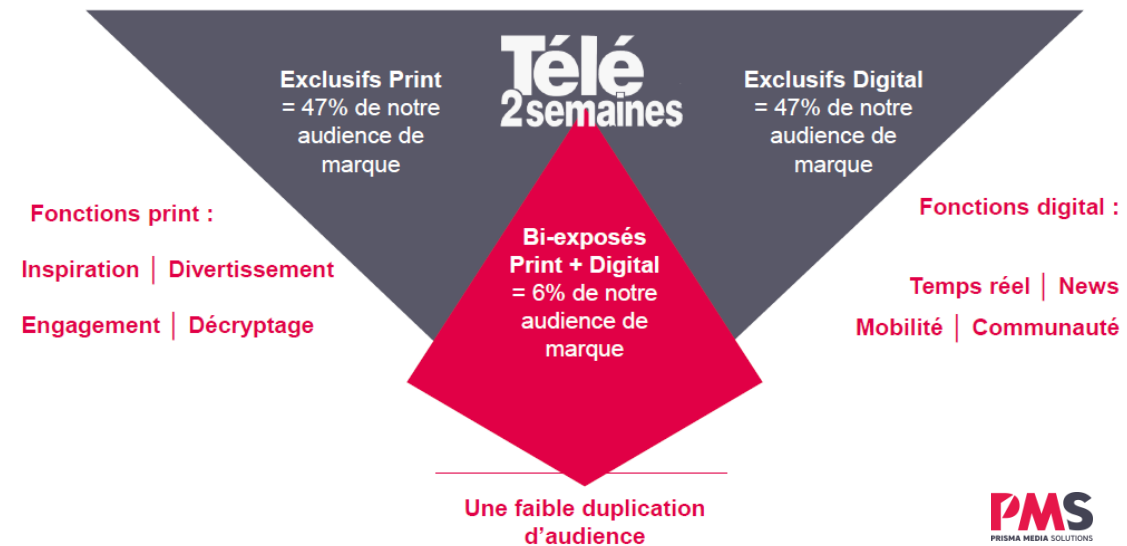 Télé
2semaines
Exclusifs Print
= 47% de notre
audience de
marque
Exclusifs Digital
= 47% de notre
audience de
marque
Fonctions print :
Inspiration | Divertissement
Engagement | Décryptage
Bi-exposés
Print + Digital
= 6% de notre
audience de
marque
Fonctions digital :
Temps réel | News
Mobilité | Communauté
Une faible duplication
d’audience
PMS
PRISMA MEDIA SOLUTIONS